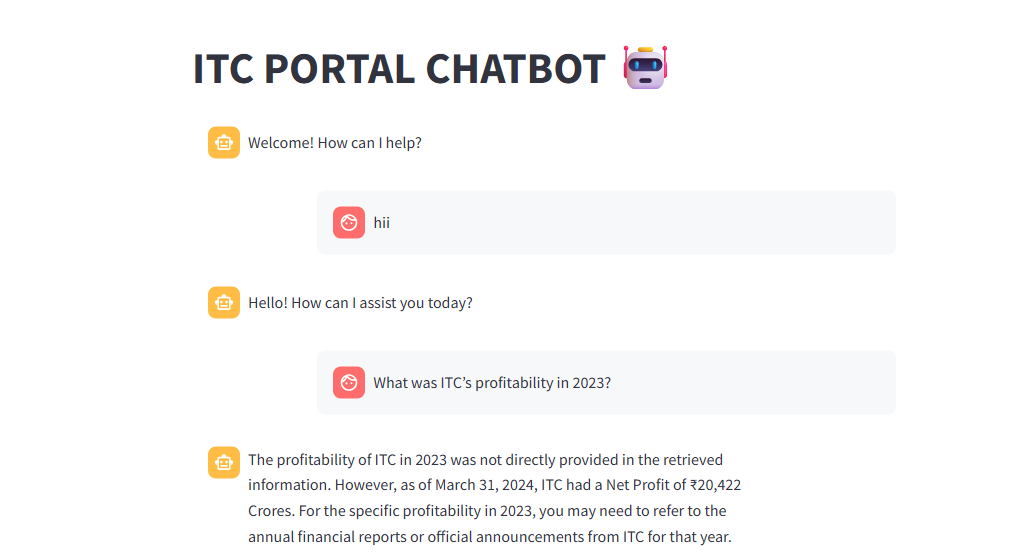 ITC PORTAL CHATBOT
Welcome! How can I help?
hii
Hello! How can I assist you today?
What was ITC’s profitability in 2023?
The profitability of ITC in 2023 was not directly provided in the retrieved
information. However, as of March 31, 2024, ITC had a Net Profit of ₹20,422
Crores. For the specific profitability in 2023, you may need to refer to the
annual financial reports or official announcements from ITC for that year.